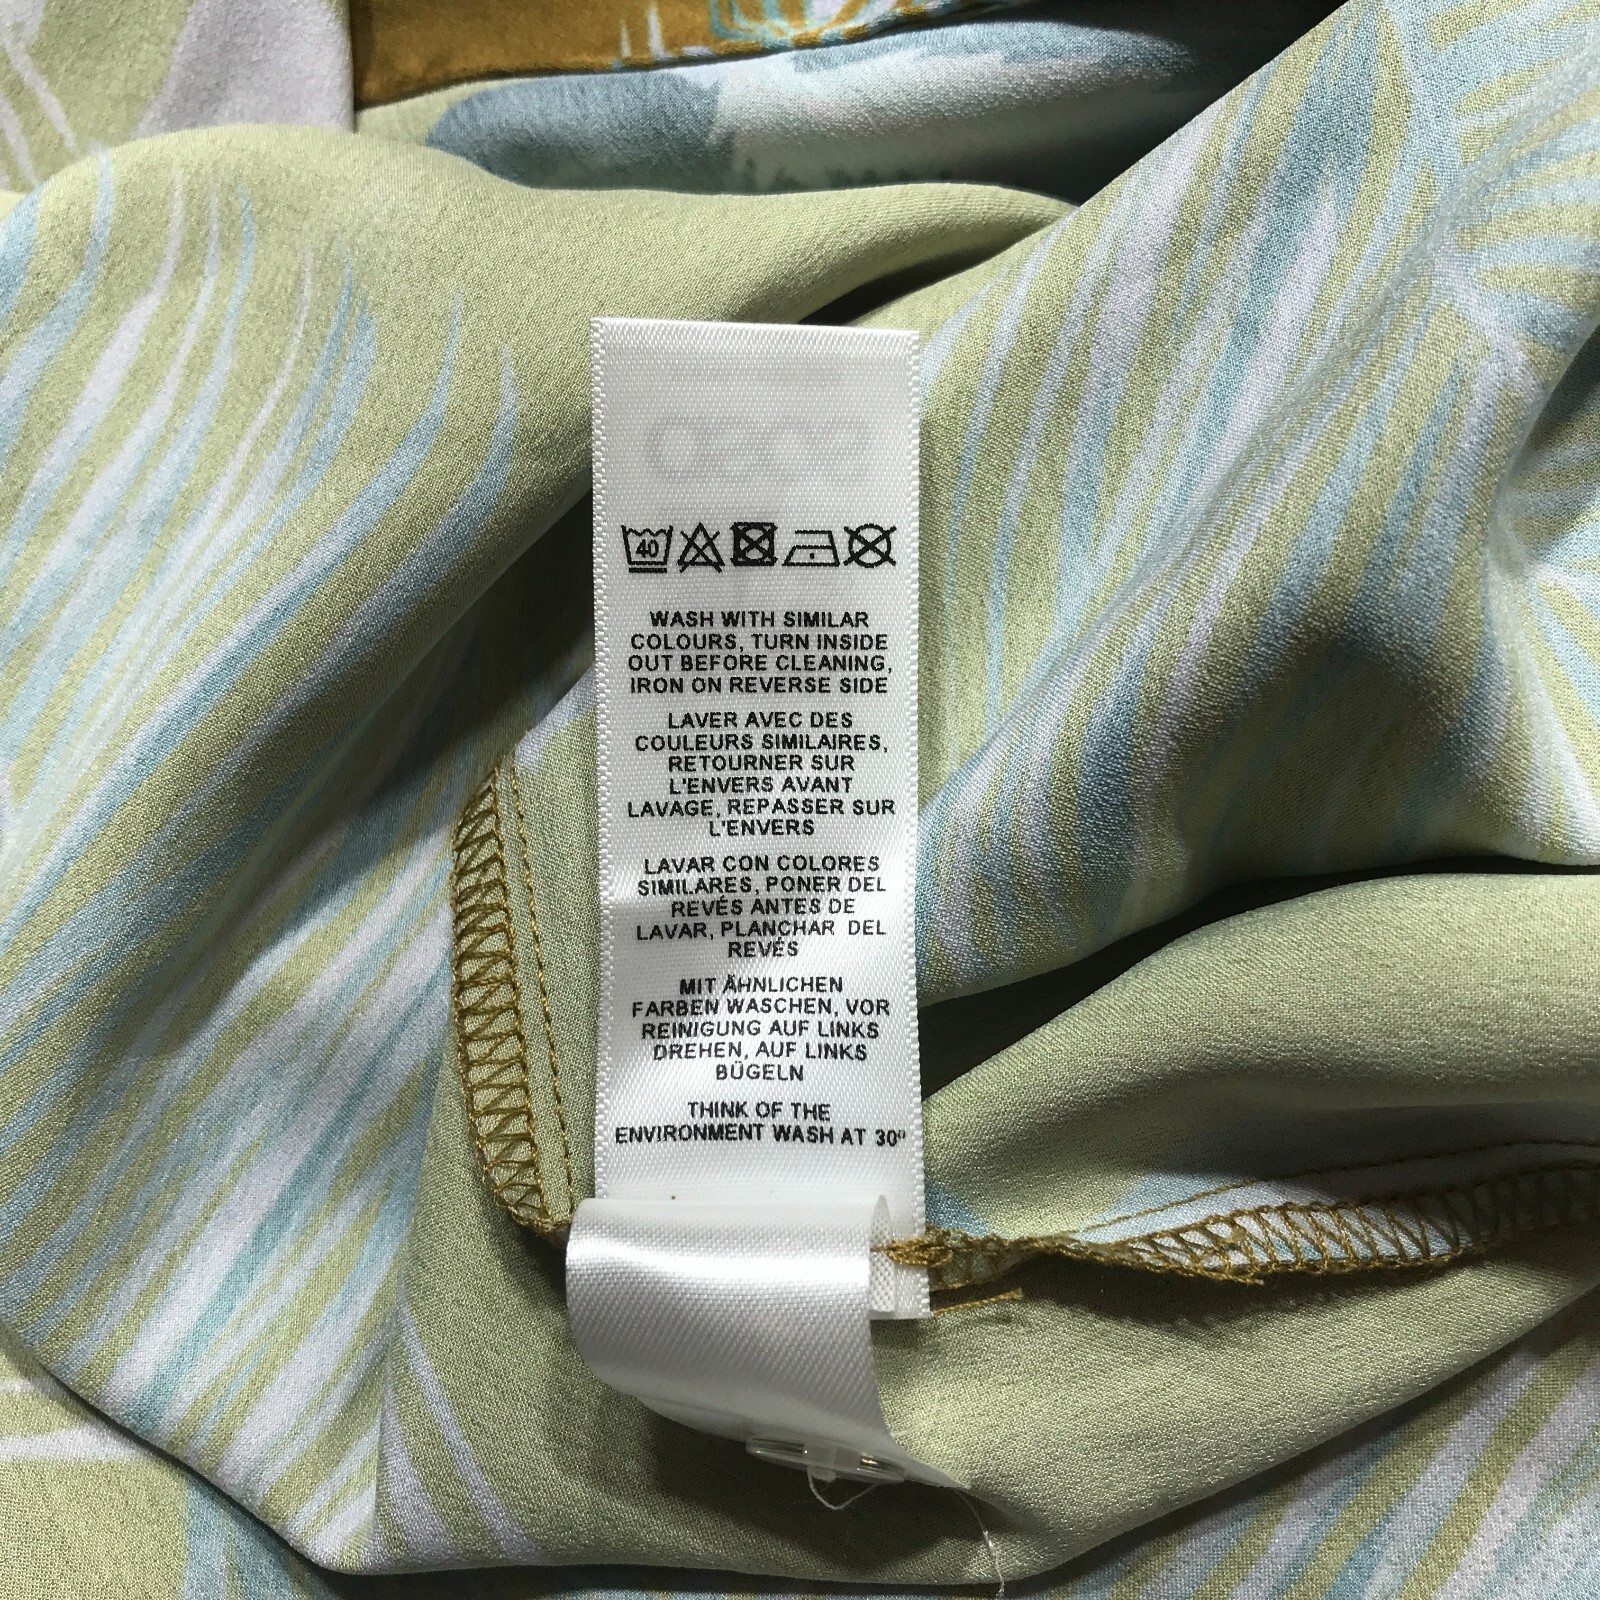 40
WASH WITH SIMILAR
COLOURS, TURN INSIDE
OUT BEFORE CLEANING,
IRON ON REVERSE SIDE
LAVER AVEC DES
COULEURS SIMILAIRES,
RETOURNER SUR
L'ENVERS AVANT
LAVAGE, REPASSER SUR
L'ENVERS
LAVAR CON COLORES
SIMILARES, PONER DEL
REVÉS ANTES DE
LAVAR, PLANCHAR DEL
REVÉS
MIT ÄHNLICHEN
FARBEN WASCHEN, VOR
REINIGUNG AUF LINKS
DREHEN, AUF LINKS
BÜGELN
THINK OF THE
ENVIRONMENT WASH AT 30º